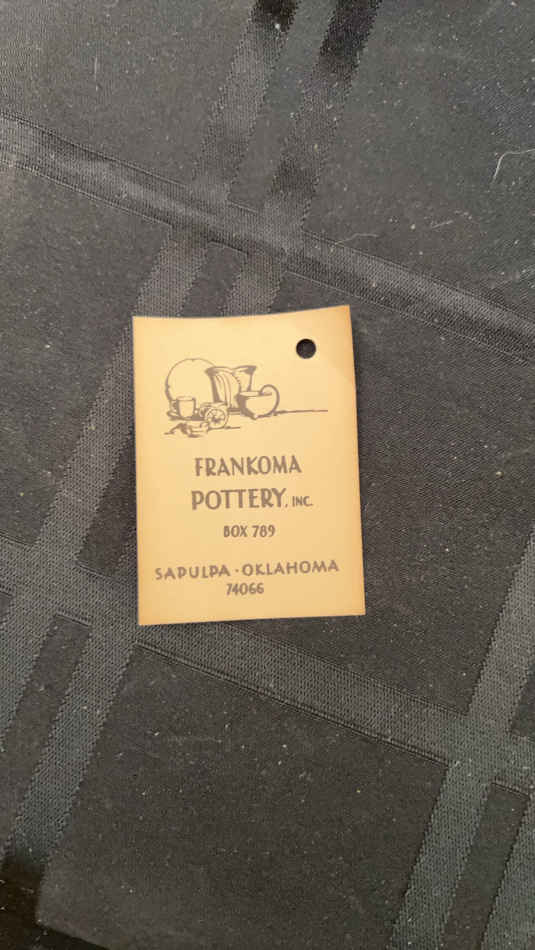 FRANKOMA
POTTERY, INC.
BOX 789
SAPULPA · OKLAHOMA
74066